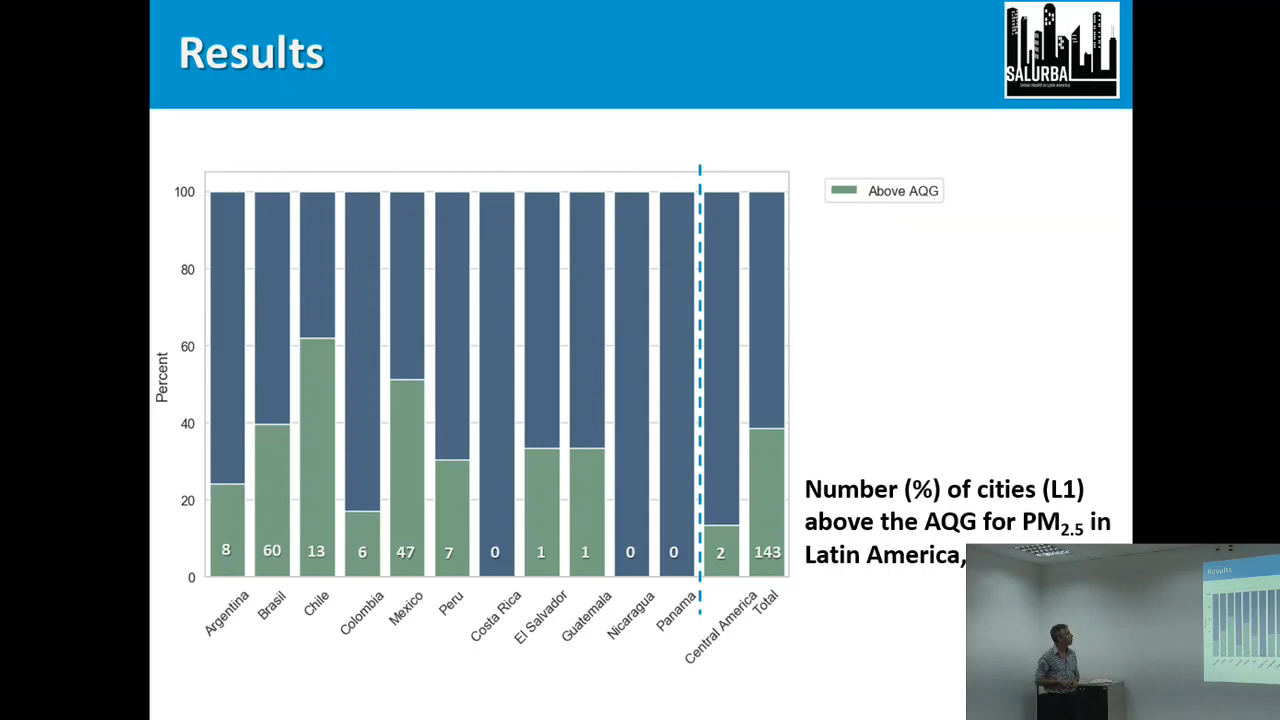 Results
SALURBA
Urban Health in Latin America
100
80
60
40
20
0
Percent
8
60
13
6
47
7
0
1
1
0
0
2
143
Argentina
Brasil
Chile
Colombia
Mexico
Peru
Costa Rica
El Salvador
Guatemala
Nicaragua
Panama
Central America
Total
Above AQG
Number (%) of cities (L1)
above the AQG for PM2.5 in
Latin America,
Results